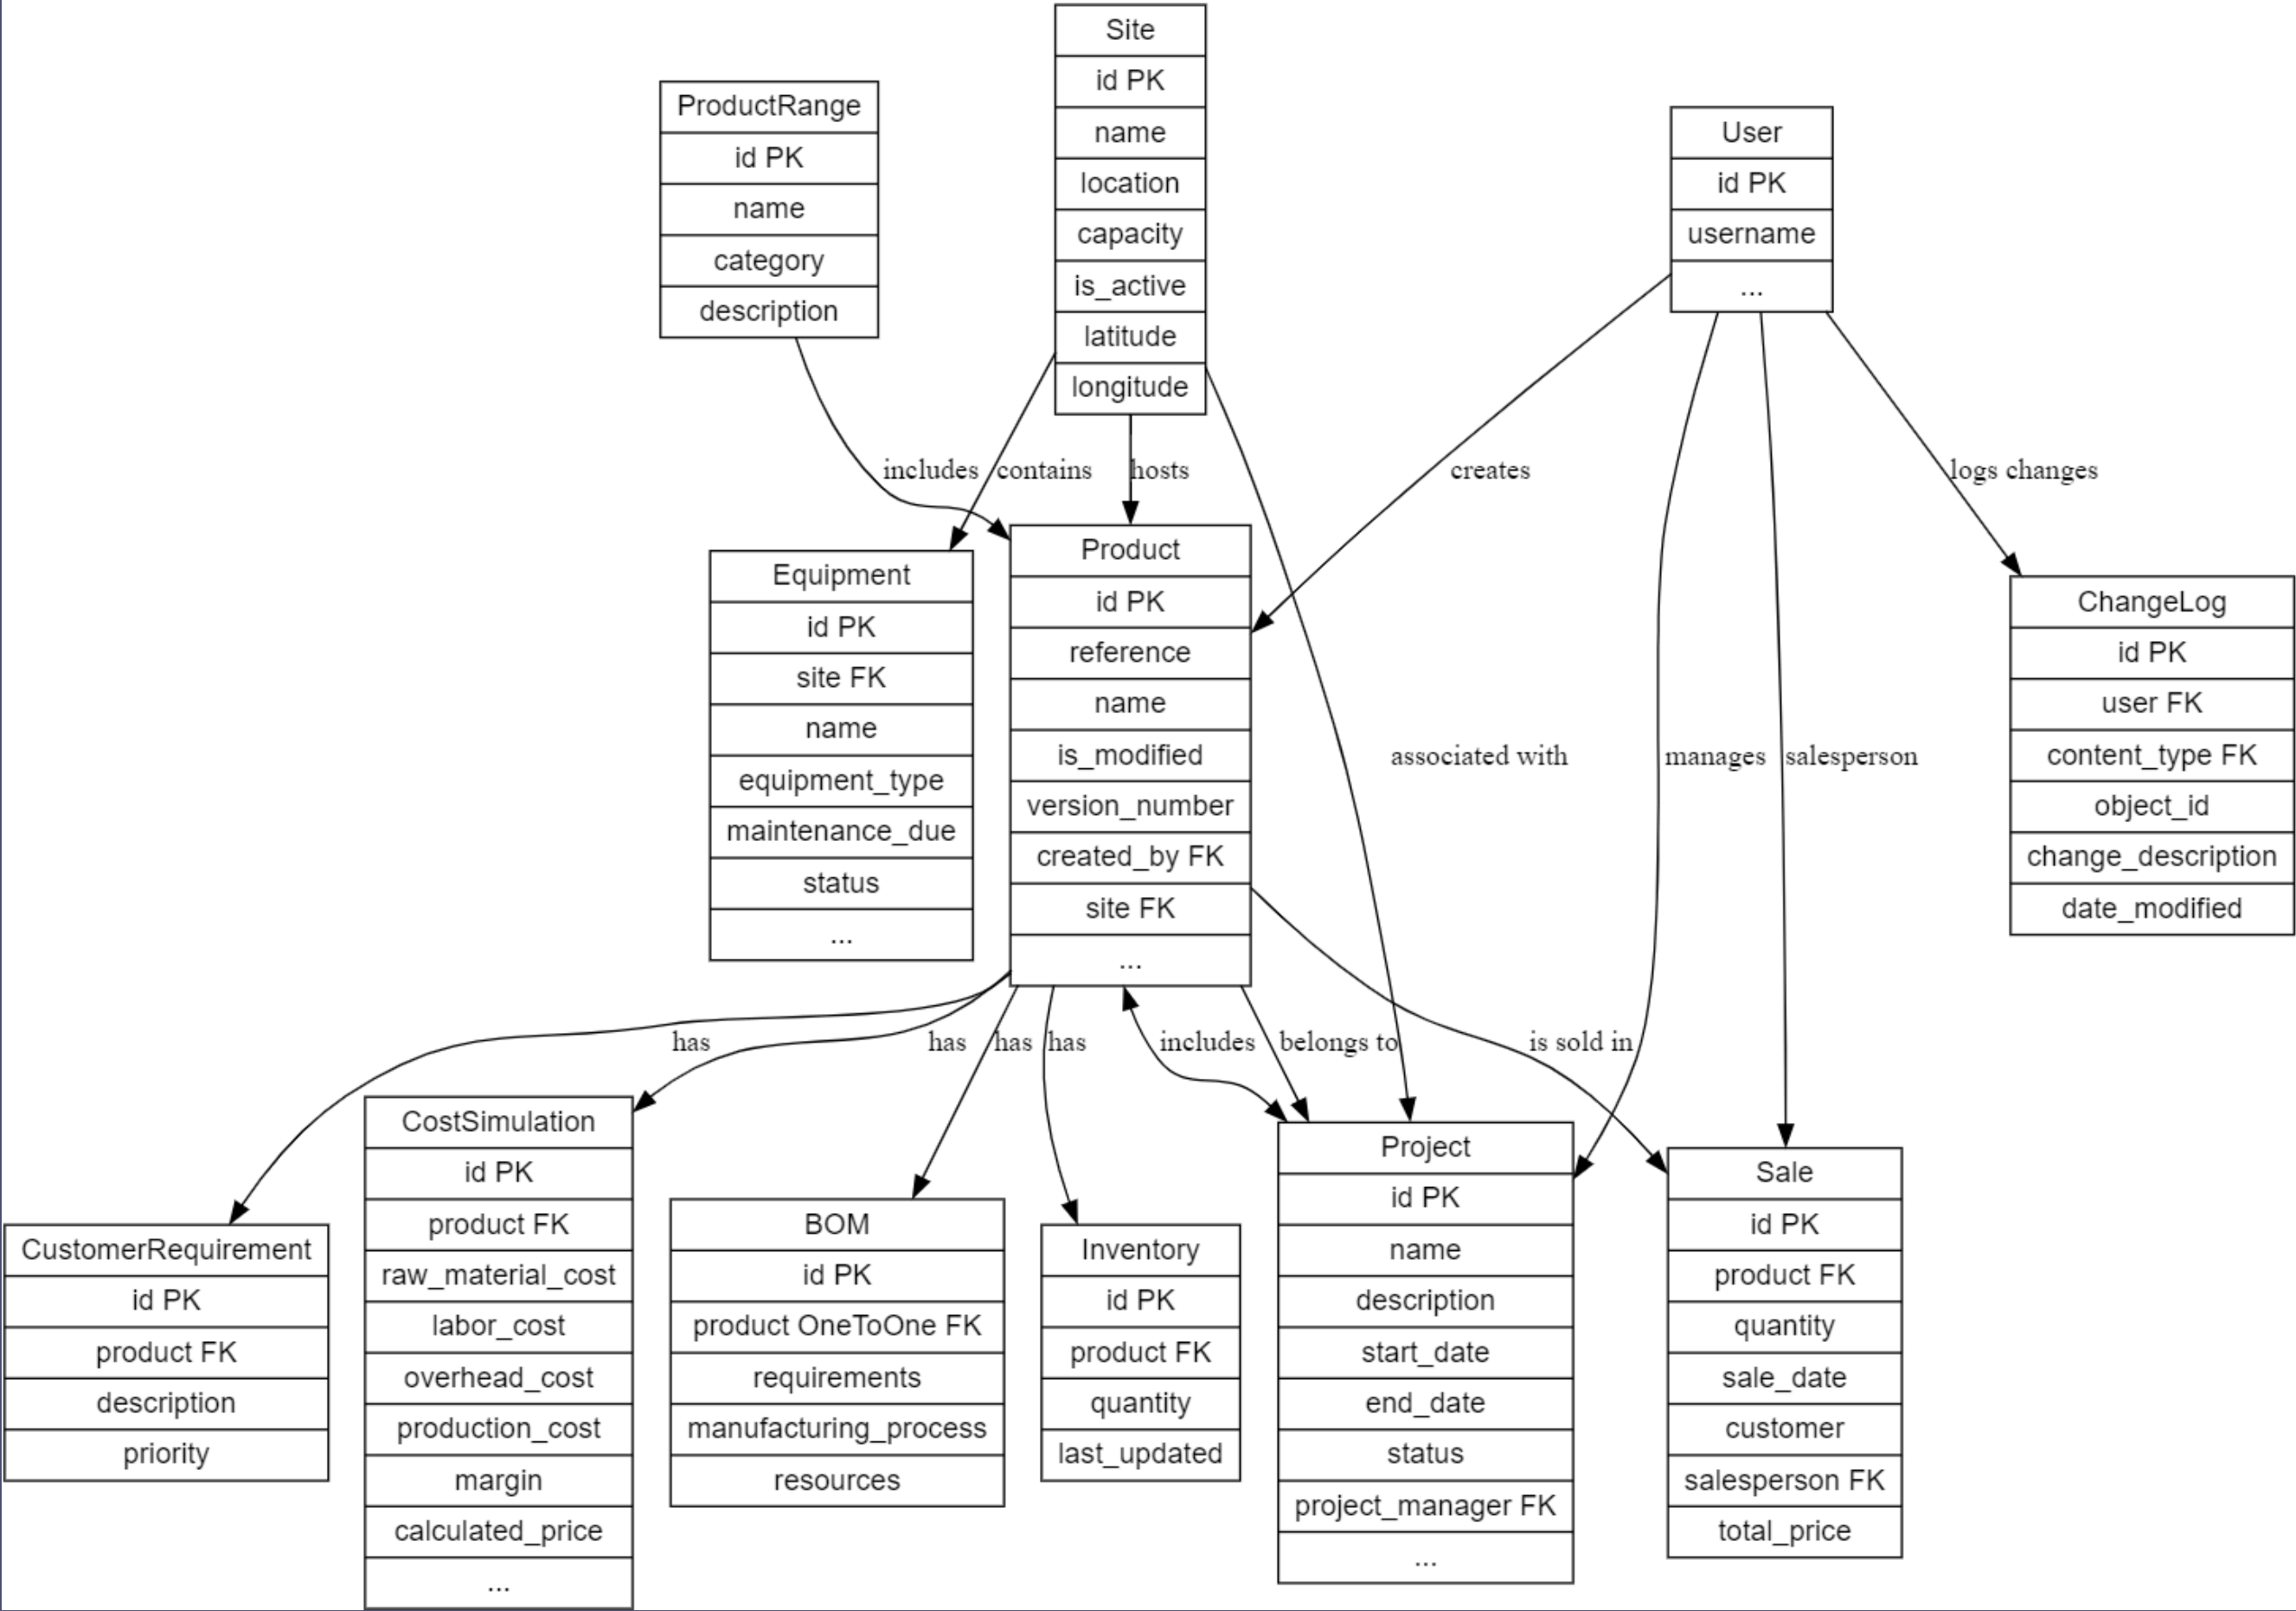 Site
id PK
name
location
capacity
is_active
latitude
longitude
ProductRange
id PK
name
category
description
User
id PK
username
...
includes
contains
hosts
creates
logs changes
Equipment
id PK
site FK
name
equipment_type
maintenance_due
status
...
Product
id PK
reference
name
is_modified
version_number
created_by FK
site FK
...
associated with
manages
salesperson
ChangeLog
id PK
user FK
content_type FK
object_id
change_description
date_modified
has
has
has
has
includes
belongs to
is sold in
CustomerRequirement
id PK
product FK
description
priority
CostSimulation
id PK
product FK
raw_material_cost
labor_cost
overhead_cost
production_cost
margin
calculated_price
...
BOM
id PK
product OneToOne FK
requirements
manufacturing_process
resources
Inventory
id PK
product FK
quantity
last_updated
Project
id PK
name
description
start_date
end_date
status
project_manager FK
...
Sale
id PK
product FK
quantity
sale_date
customer
salesperson FK
total_price